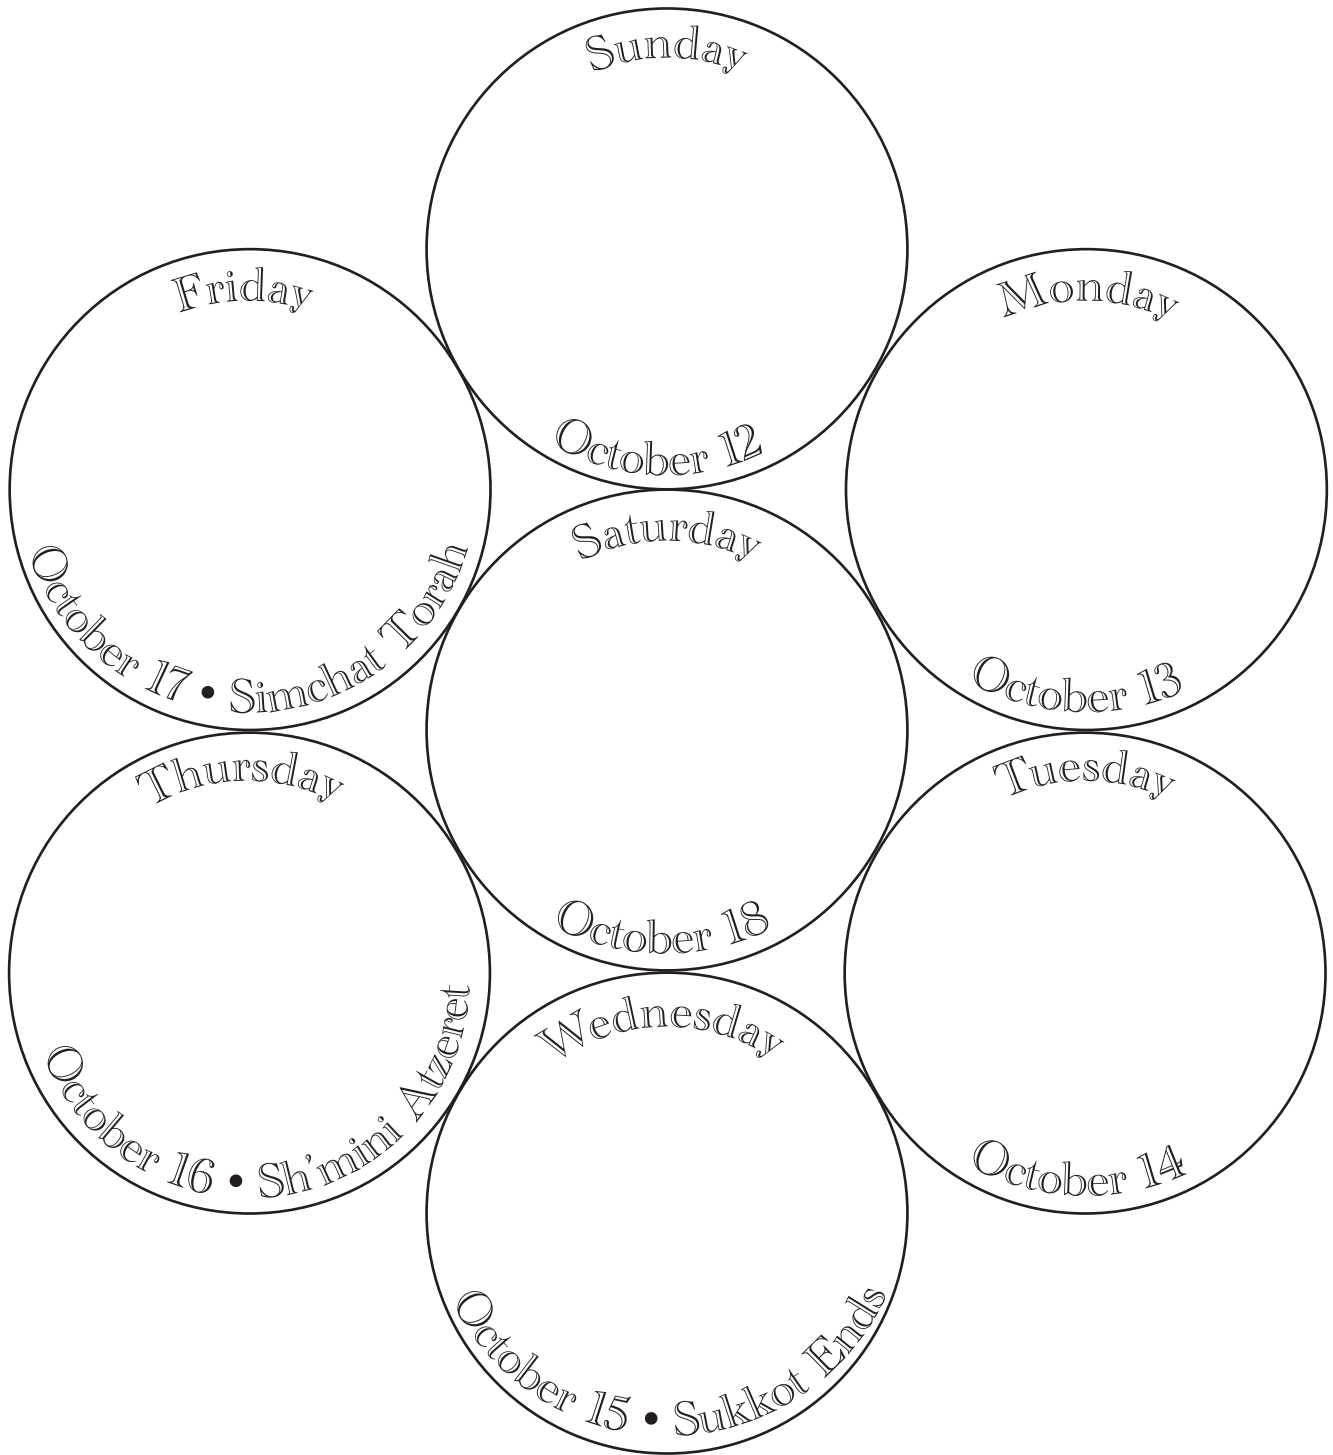 Sunday
October 12
Monday
October 13
Tuesday
October 14
Wednesday
October 15 • Sukkot Ends
Thursday
October 16 • Sh'mini Atzeret
Friday
October 17 • Simchat Torah
Saturday
October 18